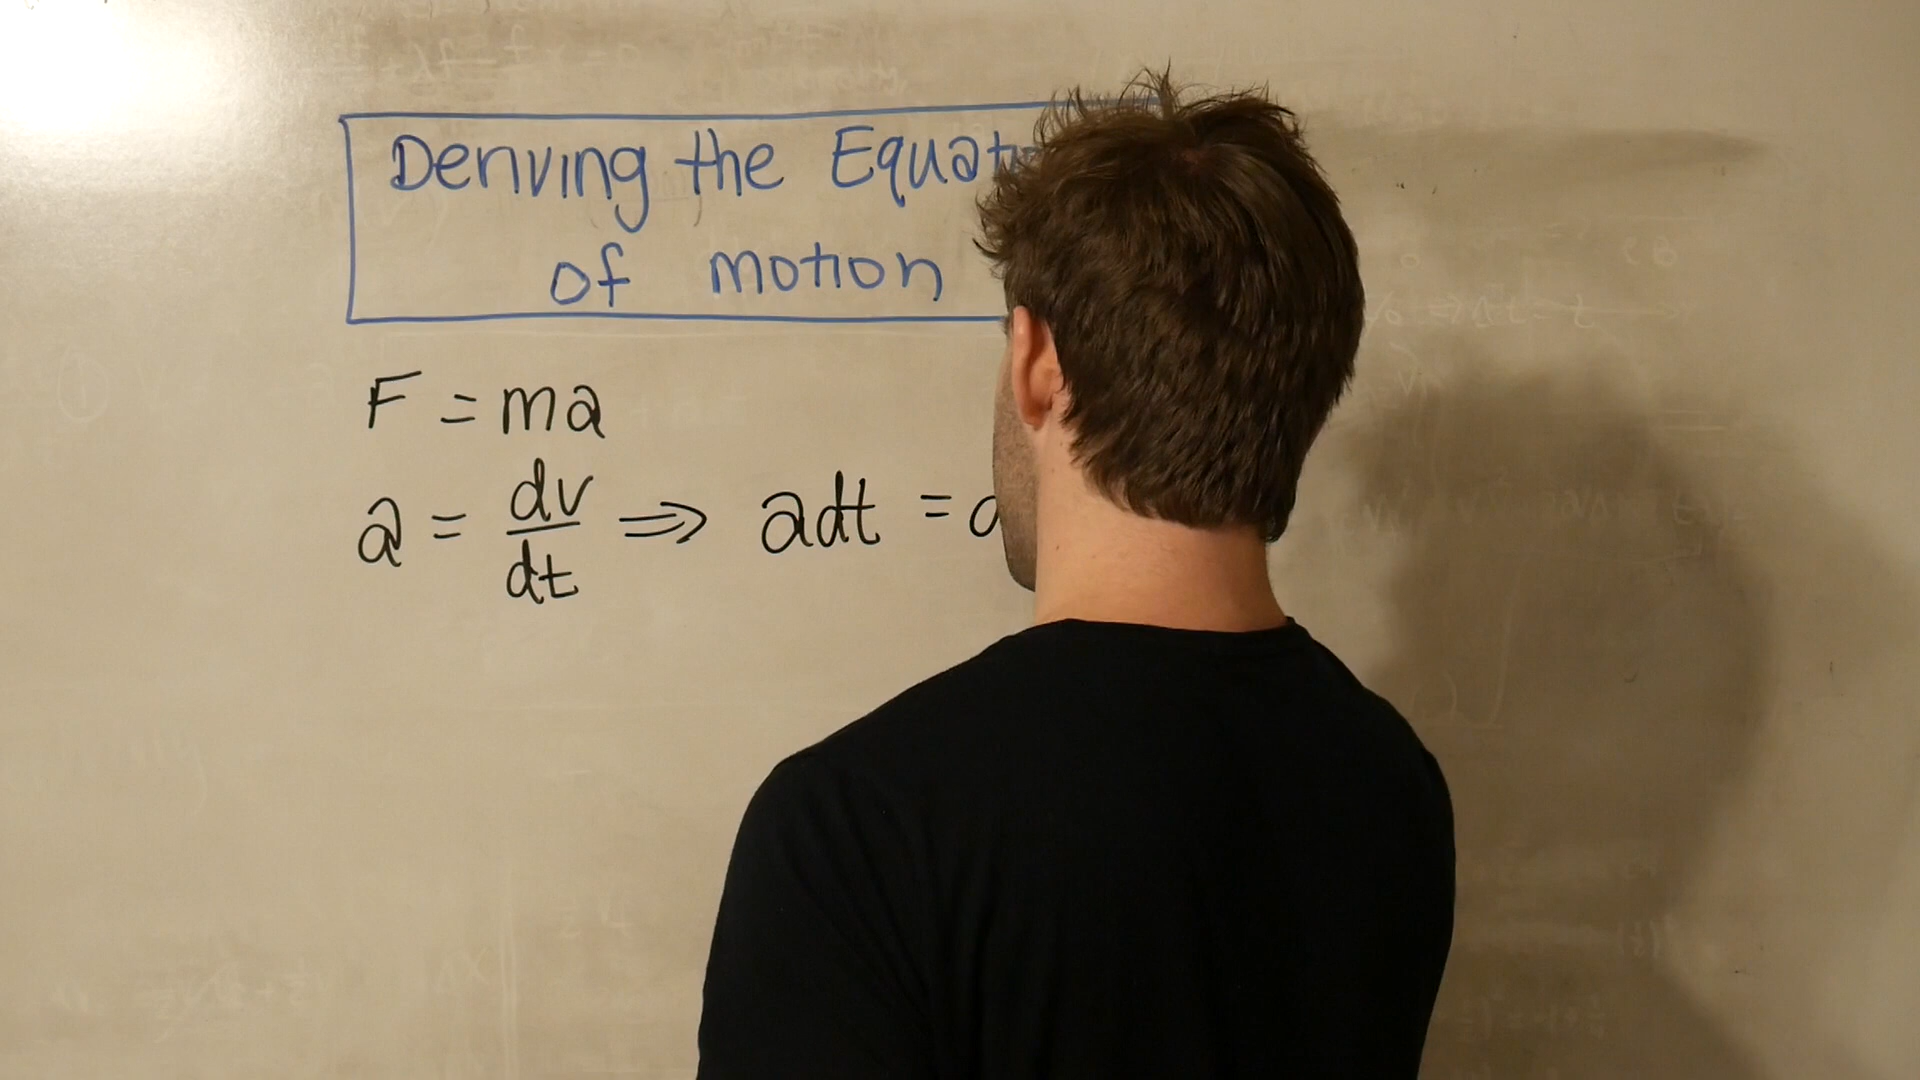 Deriving the Equat
of motion
F = ma
a = dv/dt ⇒ adt = d